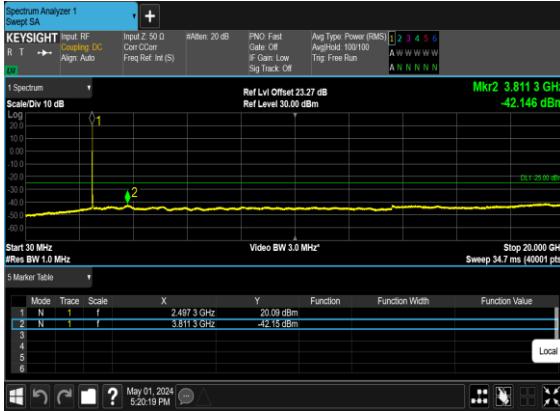 Spectrum Analyzer 1
Swept SA
+
KEYSIGHT
R T
Input: RF
Coupling: DC
Align: Auto
Input Z: 50 Ω
Corr CCorr
Freq Ref: Int (S)
#Atten: 20 dB
PNO: Fast
Gate: Off
IF Gain: Low
Sig Track: Off
Avg Type: Power (RMS)
Avg|Hold: 100/100
Trig: Free Run
1 2 3 4 5 6
A W W W W W
A N N N N N
1 Spectrum
Scale/Div 10 dB
Ref Lvl Offset 23.27 dB
Ref Level 30.00 dBm
Mkr2 3.811 3 GHz
-42.146 dBm
Log
20.0
10.0
0.00
-10.0
-20.0
-30.0
-40.0
-50.0
-60.0
1
2
DL1 -25.00 dBm
Start 30 MHz
#Res BW 1.0 MHz
Video BW 3.0 MHz*
Stop 20.000 GHz
Sweep 34.7 ms (40001 pts)
5 Marker Table
Mode Trace Scale X Y Function Function Width Function Value
1 N 1 f 2.497 3 GHz 20.09 dBm
2 N 1 f 3.811 3 GHz -42.15 dBm
3
4
5
6
Local
?
May 01, 2024
5:20:19 PM